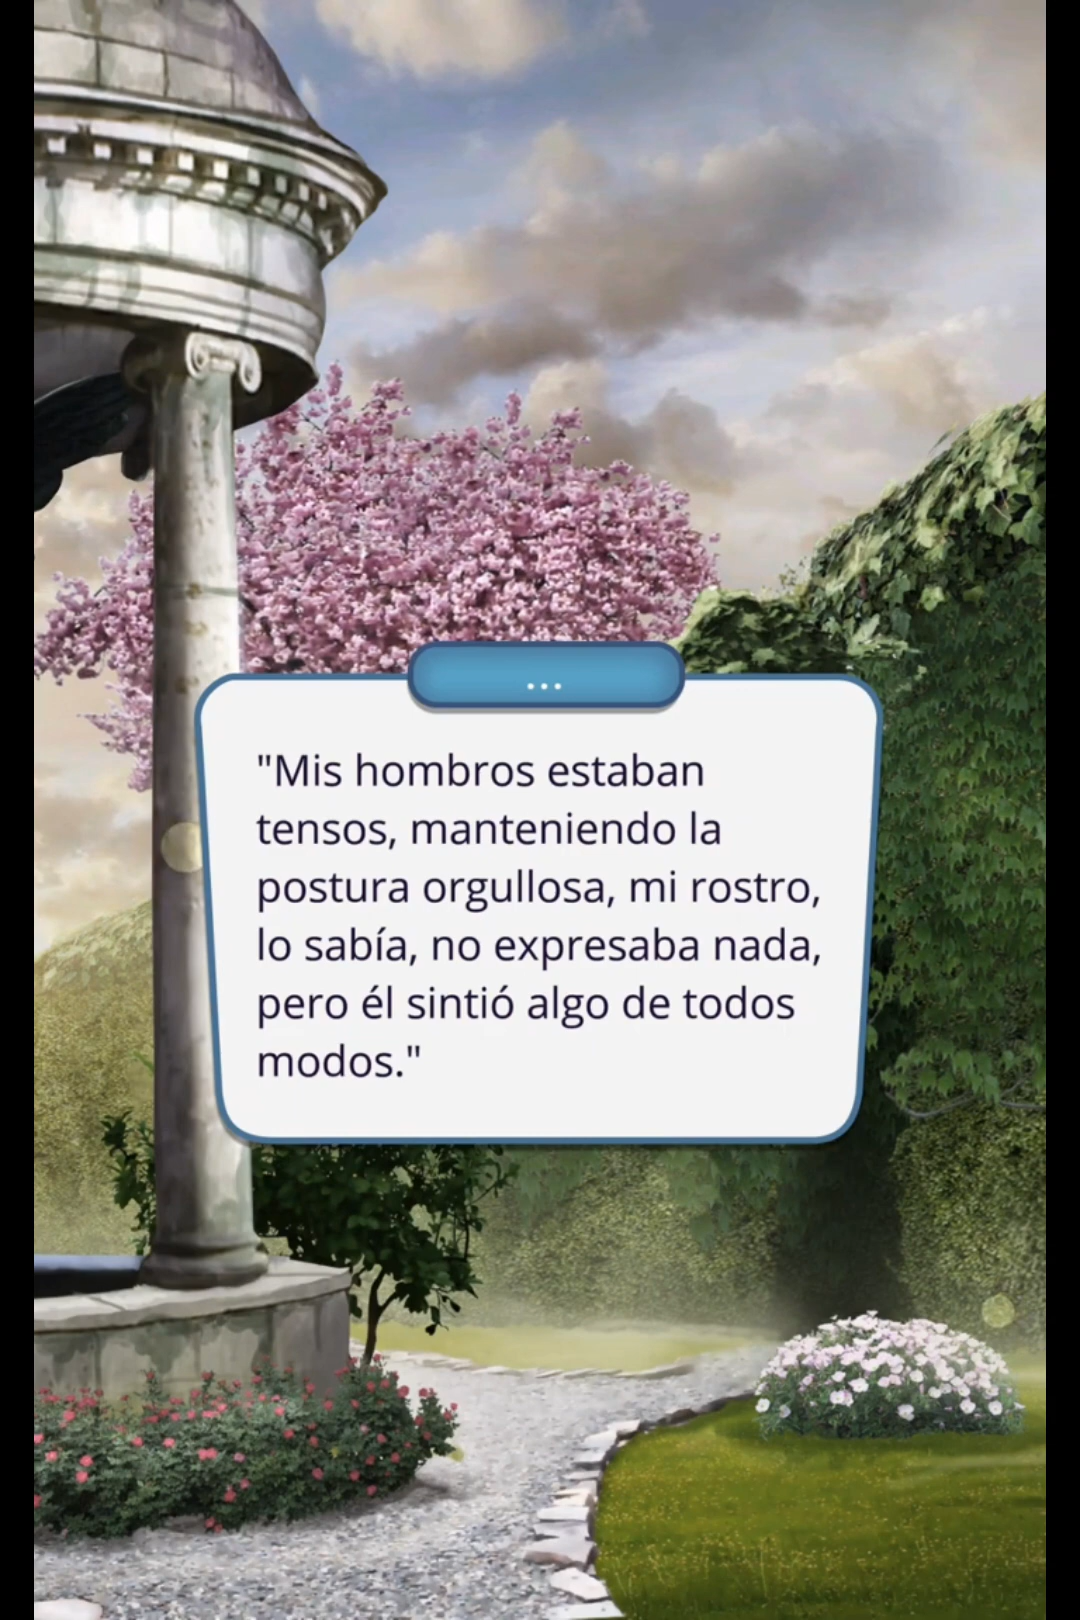 ...
"Mis hombros estaban
tensos, manteniendo la
postura orgullosa, mi rostro,
lo sabía, no expresaba nada,
pero él sintió algo de todos
modos."